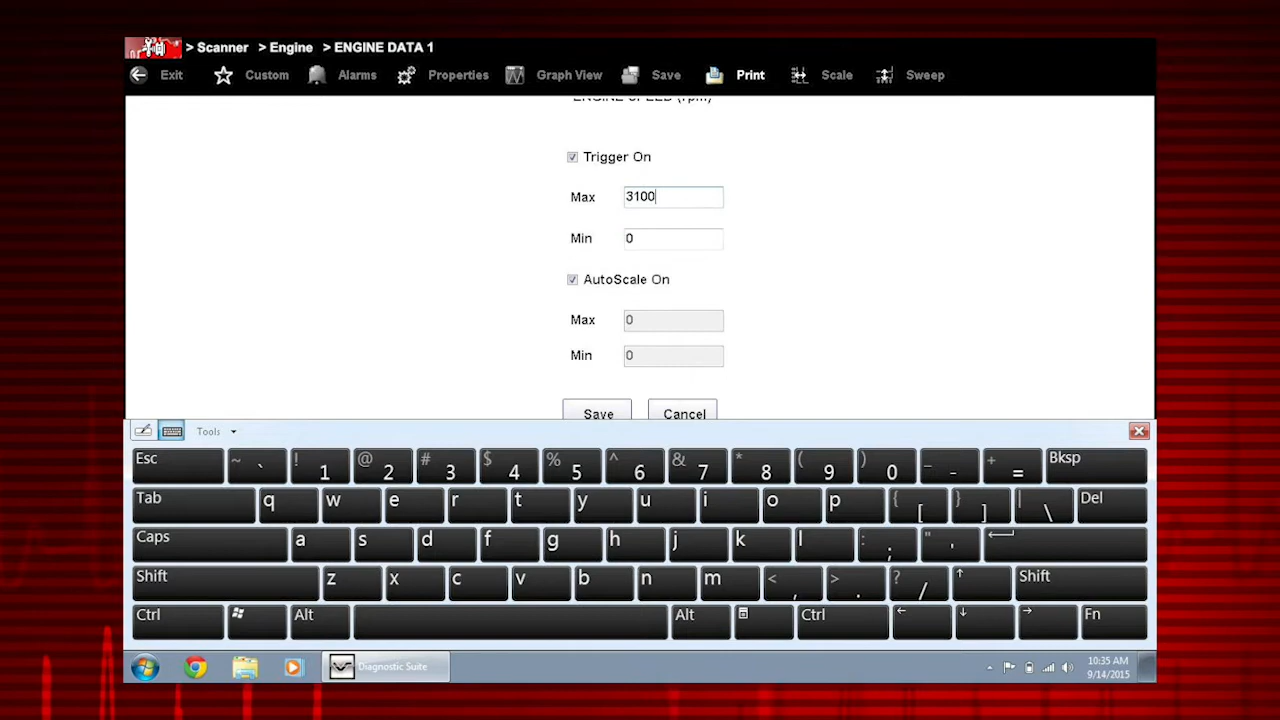 > Scanner > Engine > ENGINE DATA 1
Exit Custom Alarms Properties Graph View Save Print Scale Sweep
ENGINE SPEED (rpm)
Trigger On
Max 3100
Min 0
AutoScale On
Max 0
Min 0
Save Cancel
Tools
Esc ~ ` ! 1 @ 2 # 3 $ 4 % 5 ^ 6 & 7 * 8 ( 9 ) 0 _ - + = Bksp
Tab q w e r t y u i o p { [ } ] | \ Del
Caps a s d f g h j k l : ; " '
Shift z x c v b n m < , > . ? / ↑ Shift
Ctrl Alt Alt Ctrl ← ↓ → Fn
Diagnostic Suite
10:35 AM
9/14/2015